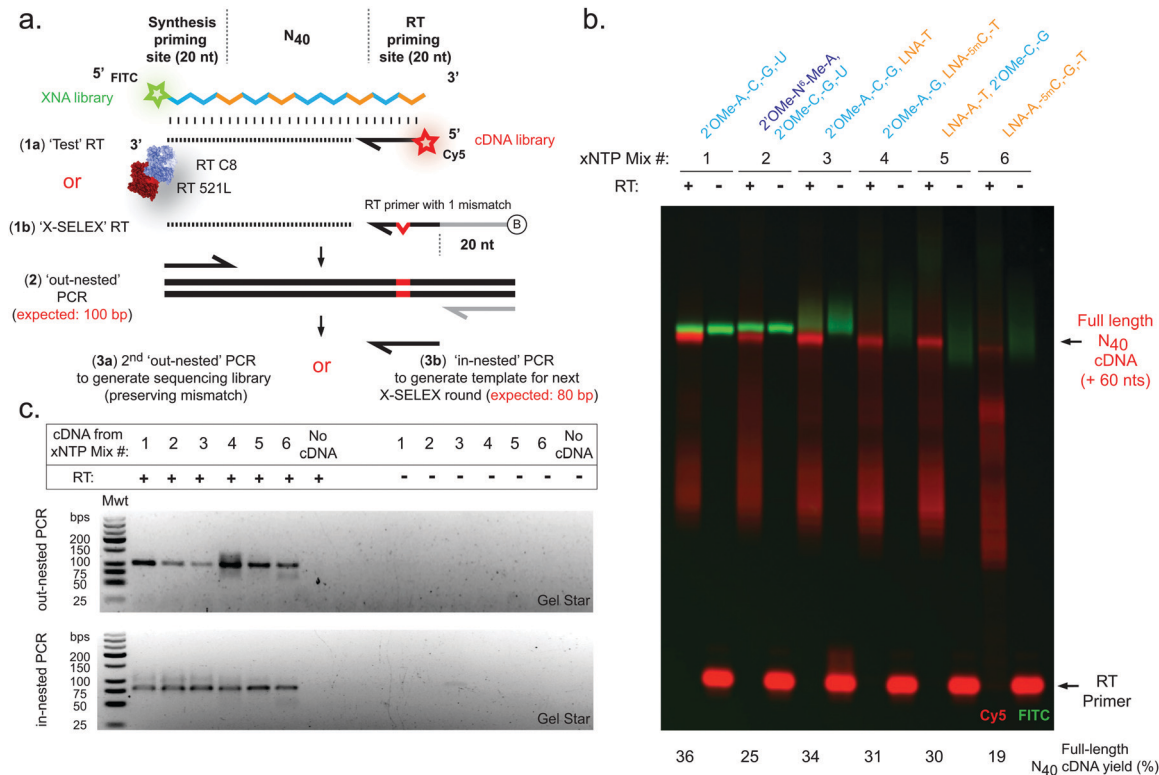 a.
Synthesis
priming
site (20 nt)
N40
RT
priming
site (20 nt)
5’ FITC
3’
XNA library
5’
Cy5
cDNA library
(1a) ‘Test’ RT
3’
RT C8
or
RT 521L
RT primer with 1 mismatch
(1b) ‘X-SELEX’ RT
B
20 nt
(2) ‘out-nested’
PCR
(expected: 100 bp)
(3a) 2nd ‘out-nested’ PCR
to generate sequencing library
(preserving mismatch)
or
(3b) ‘in-nested’ PCR
to generate template for next
X-SELEX round (expected: 80 bp)
b.
2’OMe-A,-C,-G,-U
2’OMe-N6-Me-A,
2’OMe-C,-G,-U
2’OMe-A,-C,-G, LNA-T
2’OMe-A,-G, LNA-5mC,-T
LNA-A,-T, 2’OMe-C,-G
LNA-A,-5mC,-G,-T
xNTP Mix #: 1 2 3 4 5 6
RT: + - + - + - + - + - + -
Full length
N40
cDNA
(+ 60 nts)
RT
Primer
Cy5 FITC
36 25 34 31 30 19
Full-length
N40 cDNA yield (%)
c.
cDNA from
xNTP Mix #: 1 2 3 4 5 6 No cDNA 1 2 3 4 5 6 No cDNA
RT: + + + + + + + - - - - - - -
Mwt
out-nested PCR
bps
200
150
100
75
50
25
Gel Star
in-nested PCR
bps
200
150
100
75
50
25
Gel Star